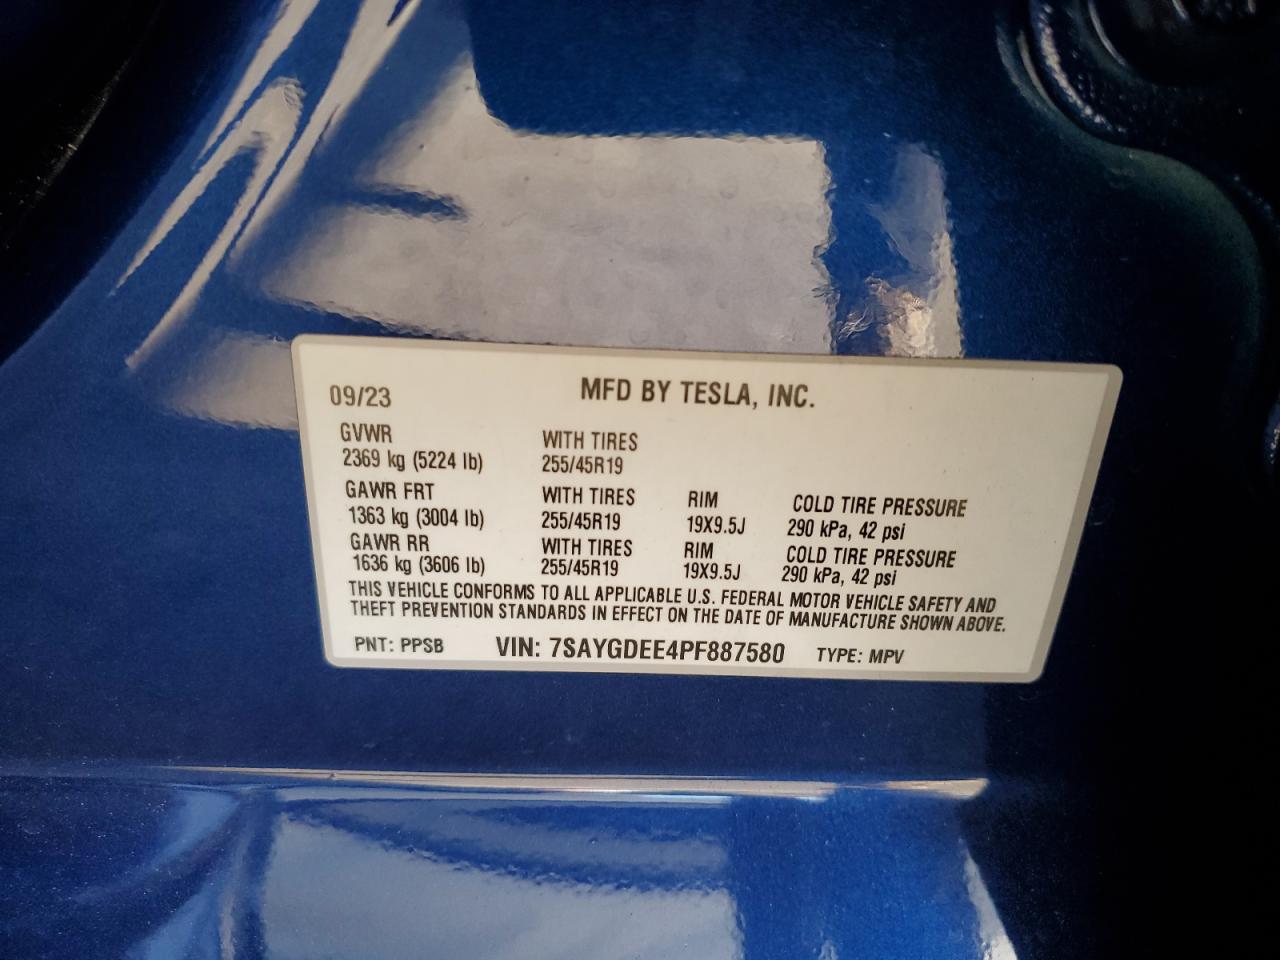 09/23 MFD BY TESLA, INC.
GVWR WITH TIRES
2369 kg (5224 lb) 255/45R19
GAWR FRT WITH TIRES RIM COLD TIRE PRESSURE
1363 kg (3004 lb) 255/45R19 19X9.5J 290 kPa, 42 psi
GAWR RR WITH TIRES RIM COLD TIRE PRESSURE
1636 kg (3606 lb) 255/45R19 19X9.5J 290 kPa, 42 psi
THIS VEHICLE CONFORMS TO ALL APPLICABLE U.S. FEDERAL MOTOR VEHICLE SAFETY AND
THEFT PREVENTION STANDARDS IN EFFECT ON THE DATE OF MANUFACTURE SHOWN ABOVE.
PNT: PPSB VIN: 7SAYGDEE4PF887580 TYPE: MPV